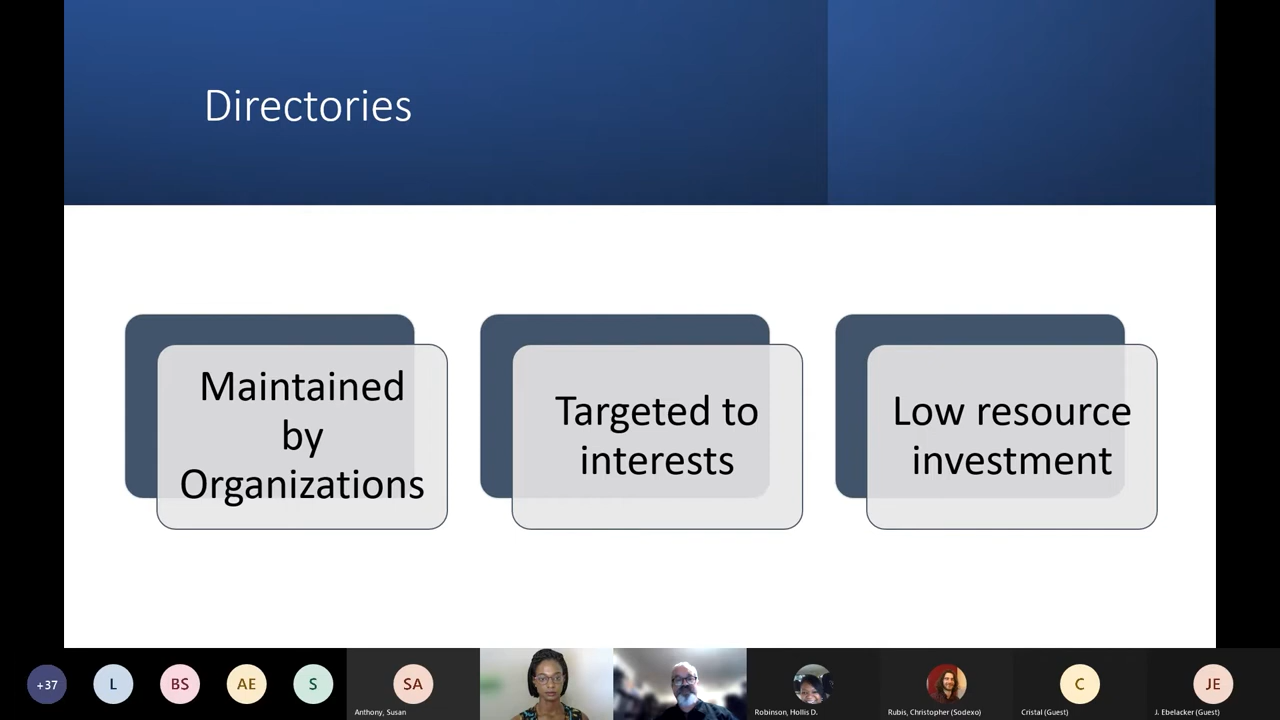 Directories
Maintained
by
Organizations
Targeted to
interests
Low resource
investment
+37
L
BS
AE
S
SA
Anthony, Susan
Robinson, Hollis D.
Rubis, Christopher (Sodexo)
C
Cristal (Guest)
JE
J. Ebelacker (Guest)